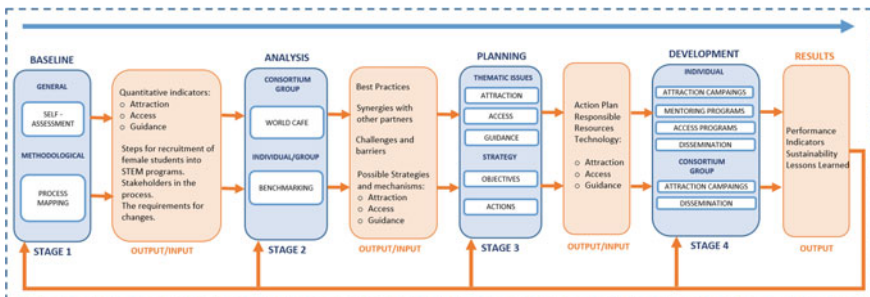 BASELINE
GENERAL
SELF -
ASSESSMENT
METHODOLOGICAL
PROCESS
MAPPING
STAGE 1
Quantitative indicators:
o Attraction
o Access
o Guidance
Steps for recruitment of
female students into
STEM programs.
Stakeholders in the
process.
The requirements for
changes.
OUTPUT/INPUT
ANALYSIS
CONSORTIUM
GROUP
WORLD CAFE
INDIVIDUAL/GROUP
BENCHMARKING
STAGE 2
Best Practices
Synergies with
other partners
Challenges and
barriers
Possible Strategies
and mechanisms:
o Attraction
o Access
o Guidance
OUTPUT/INPUT
PLANNING
THEMATIC ISSUES
ATTRACTION
ACCESS
GUIDANCE
STRATEGY
OBJECTIVES
ACTIONS
STAGE 3
Action Plan
Responsible
Resources
Technology:
o Attraction
o Access
o Guidance
OUTPUT/INPUT
DEVELOPMENT
INDIVIDUAL
ATTRACTION CAMPAINGS
MENTORING PROGRAMS
ACCESS PROGRAMS
DISSEMINATION
CONSORTIUM
GROUP
ATTRACTION CAMPAINGS
DISSEMINATION
STAGE 4
RESULTS
Performance
Indicators
Sustainability
Lessons Learned
OUTPUT